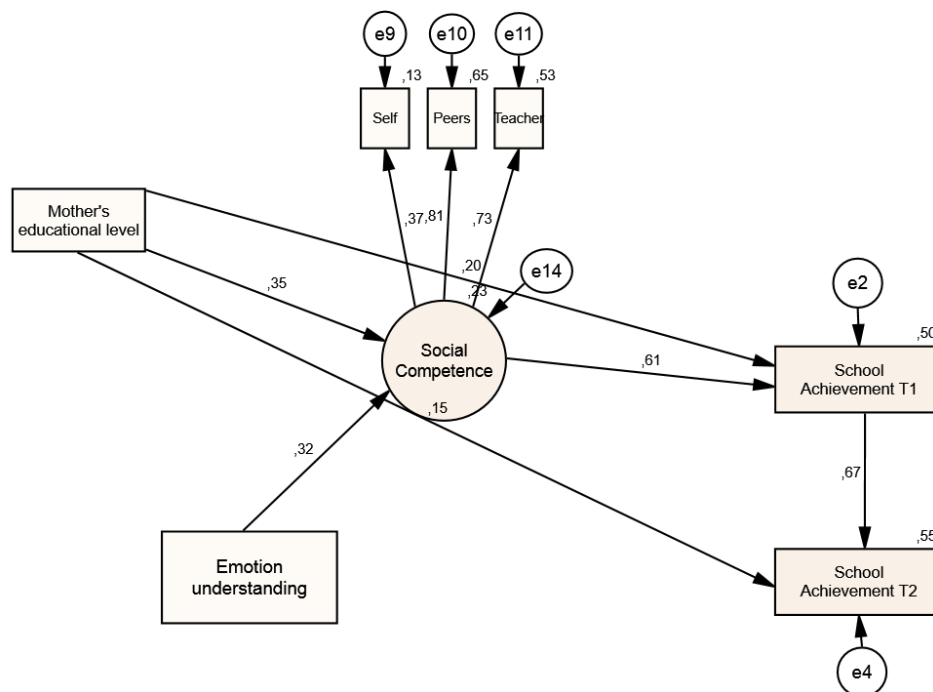 e9
e10
e11
,13
,65
,53
Self
Peers
Teacher
Mother's
educational level
,37
,81
,73
,20
,23
e14
,35
e2
,50
Social
Competence
School
Achievement T1
,61
,15
,32
,67
,55
Emotion
understanding
School
Achievement T2
e4